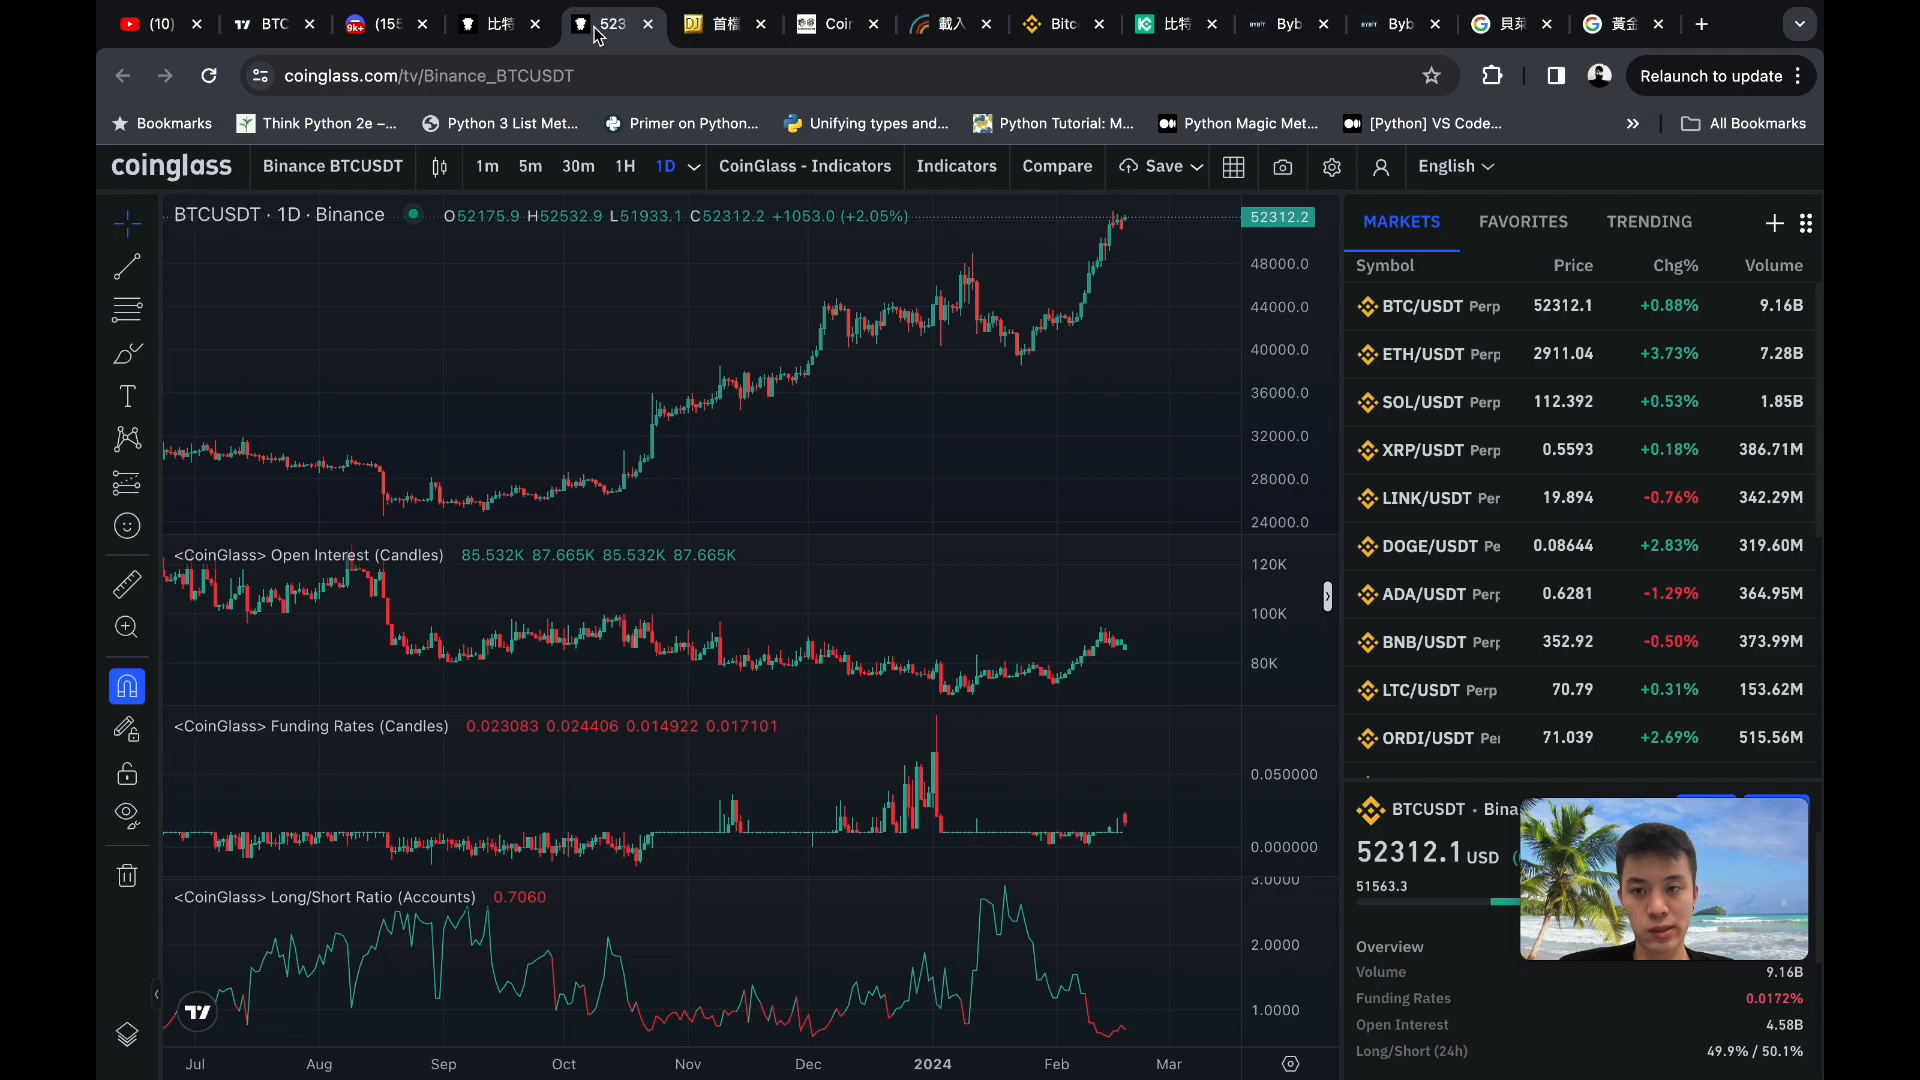 (10)
BTC
(155
比特
523
首檔
Coin
載入
Bitc
比特
Byb
Byb
貝萊
黃金
coinglass.com/tv/Binance_BTCUSDT
Relaunch to update
Bookmarks
Think Python 2e –...
Python 3 List Met...
Primer on Python...
Unifying types and...
Python Tutorial: M...
Python Magic Met...
[Python] VS Code...
All Bookmarks
coinglass
Binance BTCUSDT
1m 5m 30m 1H 1D
CoinGlass - Indicators
Indicators
Compare
Save
English
BTCUSDT · 1D · Binance
O52175.9 H52532.9 L51933.1 C52312.2 +1053.0 (+2.05%)
52312.2
48000.0
44000.0
40000.0
36000.0
32000.0
28000.0
24000.0
<CoinGlass> Open Interest (Candles) 85.532K 87.665K 85.532K 87.665K
120K
100K
80K
<CoinGlass> Funding Rates (Candles) 0.023083 0.024406 0.014922 0.017101
0.050000
0.000000
<CoinGlass> Long/Short Ratio (Accounts) 0.7060
3.0000
2.0000
1.0000
Jul Aug Sep Oct Nov Dec 2024 Feb Mar
MARKETS FAVORITES TRENDING
Symbol Price Chg% Volume
BTC/USDT Perp 52312.1 +0.88% 9.16B
ETH/USDT Perp 2911.04 +3.73% 7.28B
SOL/USDT Perp 112.392 +0.53% 1.85B
XRP/USDT Perp 0.5593 +0.18% 386.71M
LINK/USDT Per 19.894 -0.76% 342.29M
DOGE/USDT Pe 0.08644 +2.83% 319.60M
ADA/USDT Perp 0.6281 -1.29% 364.95M
BNB/USDT Perp 352.92 -0.50% 373.99M
LTC/USDT Perp 70.79 +0.31% 153.62M
ORDI/USDT Per 71.039 +2.69% 515.56M
BTCUSDT · Bina
52312.1 USD
51563.3
Overview
Volume 9.16B
Funding Rates 0.0172%
Open Interest 4.58B
Long/Short (24h) 49.9% / 50.1%